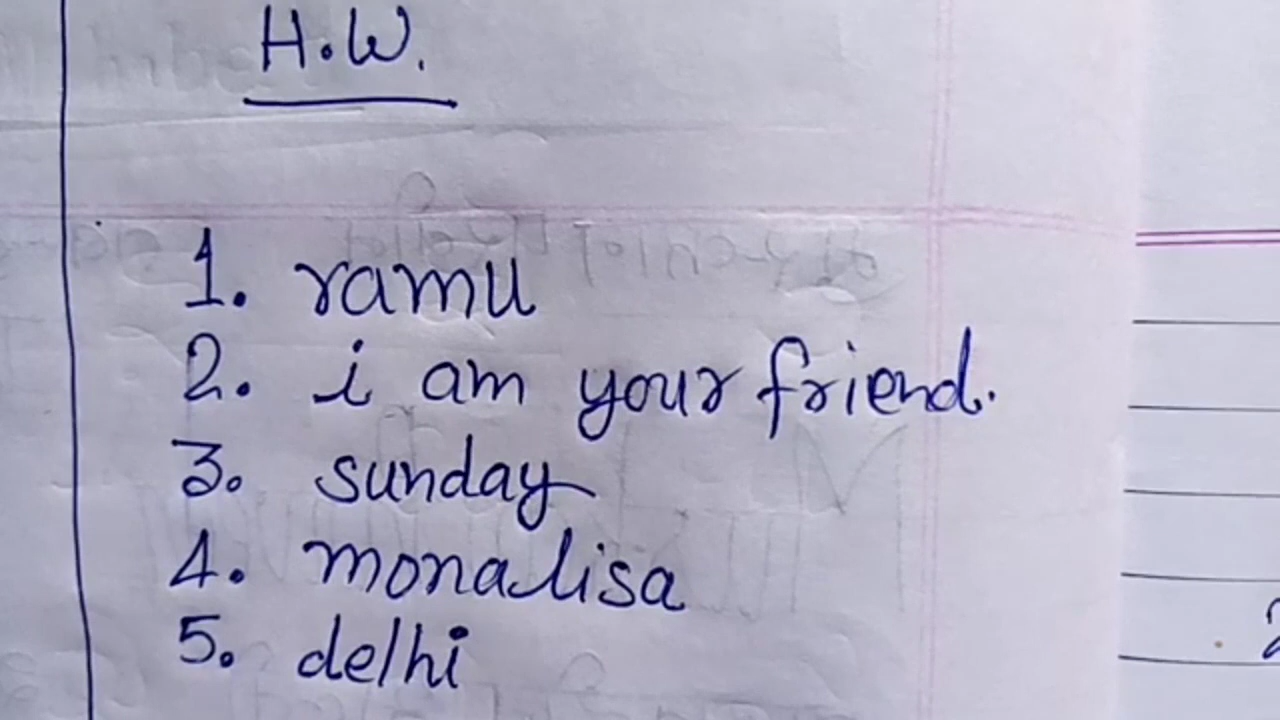 H.W.
1. ramu
2. i am your friend.
3. sunday
4. monalisa
5. delhi